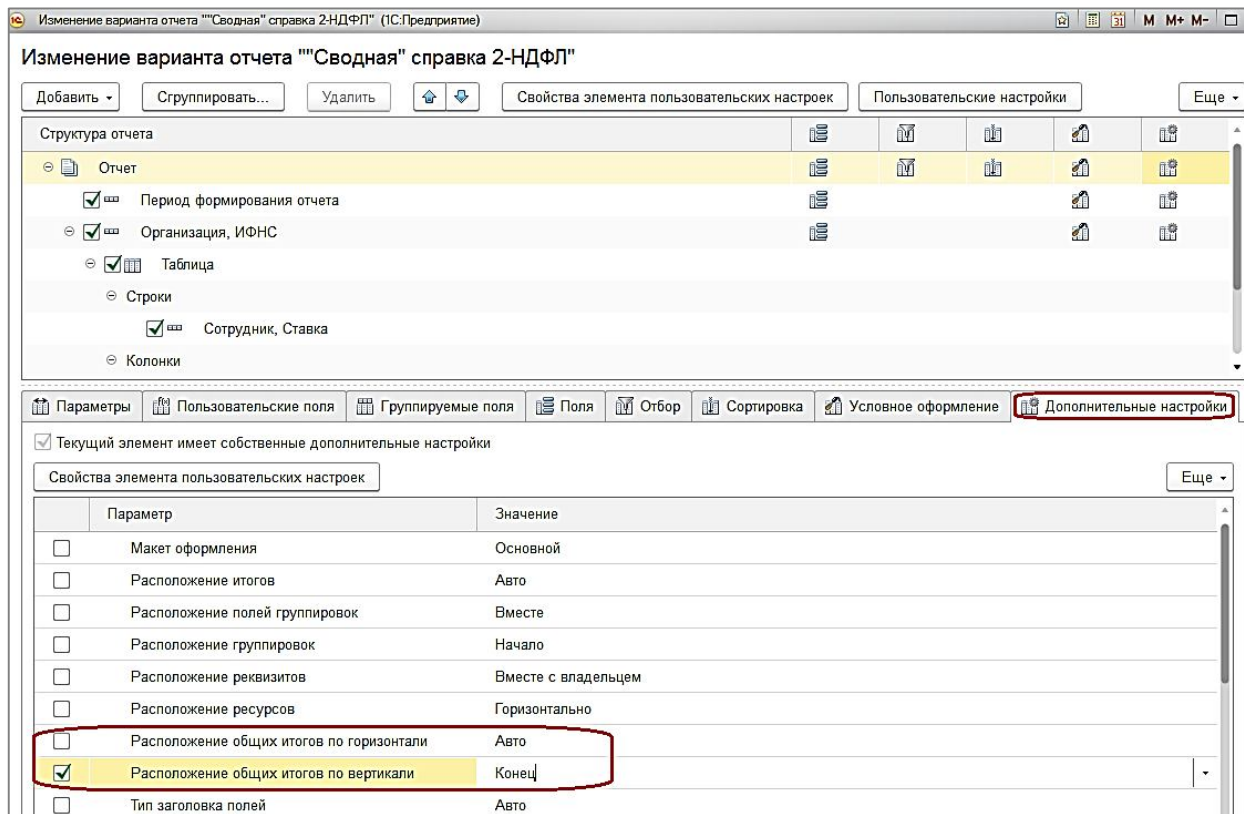 Изменение варианта отчета ""Сводная" справка 2-НДФЛ" (1С:Предприятие)
31 M M+ M-
Изменение варианта отчета ""Сводная" справка 2-НДФЛ"
Добавить Сгруппировать... Удалить Свойства элемента пользовательских настроек Пользовательские настройки Еще
Структура отчета
Отчет
Период формирования отчета
Организация, ИФНС
Таблица
Строки
Сотрудник, Ставка
Колонки
Параметры Пользовательские поля Группируемые поля Поля Отбор Сортировка Условное оформление Дополнительные настройки
Текущий элемент имеет собственные дополнительные настройки
Свойства элемента пользовательских настроек Еще
Параметр Значение
Макет оформления Основной
Расположение итогов Авто
Расположение полей группировок Вместе
Расположение группировок Начало
Расположение реквизитов Вместе с владельцем
Расположение ресурсов Горизонтально
Расположение общих итогов по горизонтали Авто
Расположение общих итогов по вертикали Конец
Тип заголовка полей Авто